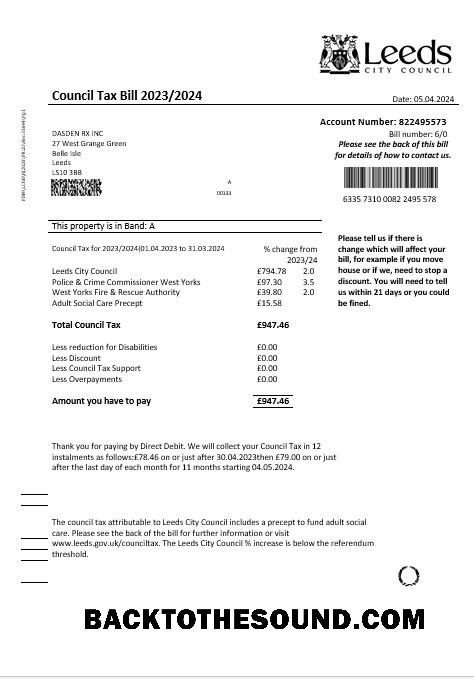 Leeds
CITY COUNCIL
Council Tax Bill 2023/2024
Date: 05.04.2024
Account Number: 822495573
Bill number: 6/0
Please see the back of this bill
for details of how to contact us.
6335 7310 0082 2495 578
DASDEN RX INC
27 West Grange Green
Belle Isle
Leeds
LS10 3BB
A
00133
This property is in Band: A
Council Tax for 2023/2024|01.04.2023 to 31.03.2024
% change from
2023/24
Leeds City Council £794.78 2.0
Police & Crime Commissioner West Yorks £97.30 3.5
West Yorks Fire & Rescue Authority £39.80 2.0
Adult Social Care Precept £15.58
Total Council Tax £947.46
Less reduction for Disabilities £0.00
Less Discount £0.00
Less Council Tax Support £0.00
Less Overpayments £0.00
Amount you have to pay £947.46
Please tell us if there is
change which will affect your
bill, for example if you move
house or if we, need to stop a
discount. You will need to tell
us within 21 days or you could
be fined.
Thank you for paying by Direct Debit. We will collect your Council Tax in 12
instalments as follows:£78.46 on or just after 30.04.2023then £79.00 on or just
after the last day of each month for 11 months starting 04.05.2024.
The council tax attributable to Leeds City Council includes a precept to fund adult social
care. Please see the back of the bill for further information or visit
www.leeds.gov.uk/counciltax. The Leeds City Council % increase is below the referendum
threshold.
BACKTOTHESOUND.COM